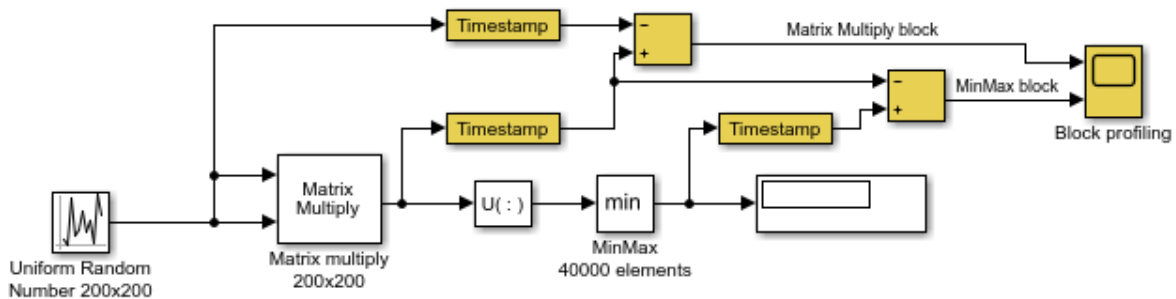 Timestamp
−
+
Matrix Multiply block
−
+
MinMax block
Timestamp
Timestamp
Block profiling
Matrix
Multiply
U( : )
min
Uniform Random
Number 200x200
Matrix multiply
200x200
MinMax
40000 elements